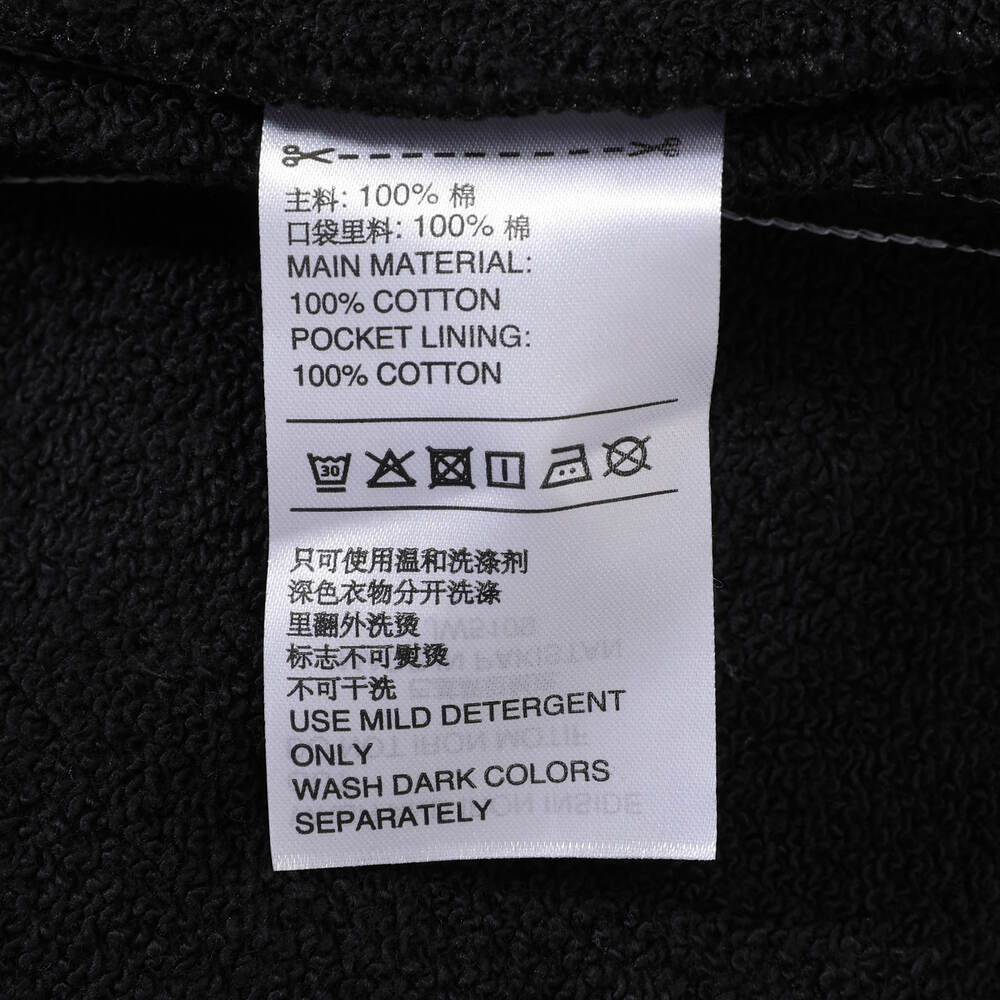 主料: 100% 棉
口袋里料: 100% 棉
MAIN MATERIAL:
100% COTTON
POCKET LINING:
100% COTTON
30
只可使用温和洗涤剂
深色衣物分开洗涤
里翻外洗烫
标志不可熨烫
不可干洗
USE MILD DETERGENT
ONLY
WASH DARK COLORS
SEPARATELY